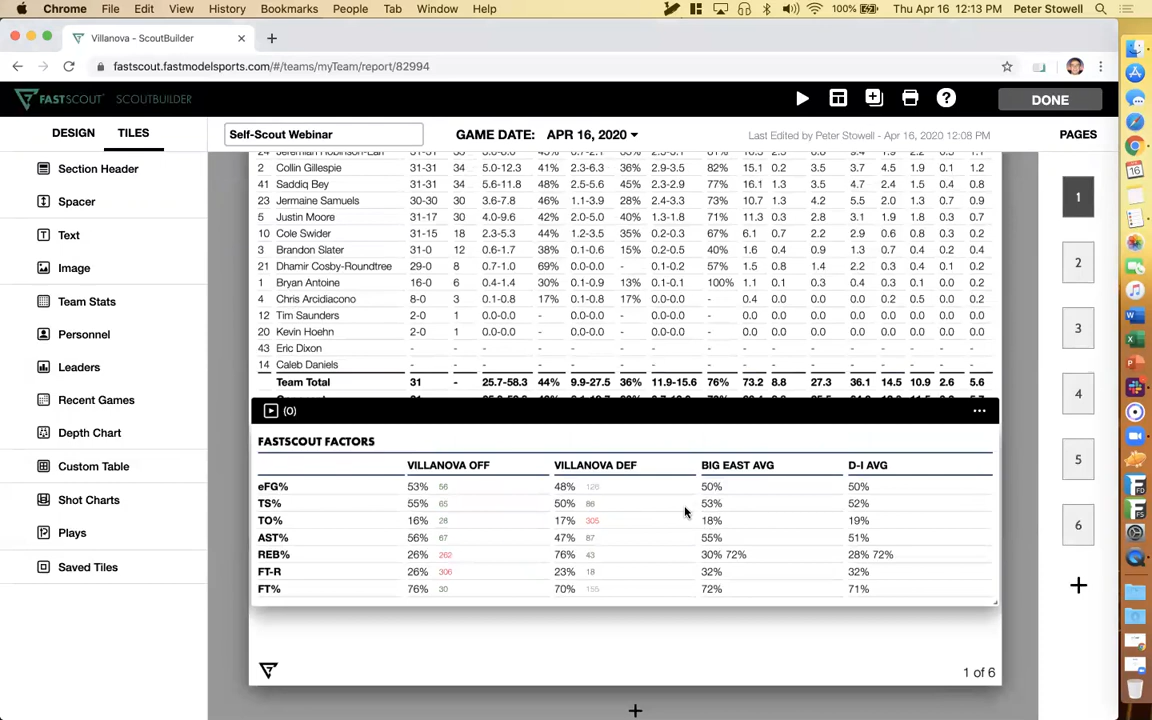 Chrome File Edit View History Bookmarks People Tab Window Help 100% Thu Apr 16 12:13 PM Peter Stowell
Villanova - ScoutBuilder
fastscout.fastmodelsports.com/#/teams/myTeam/report/82994
FASTSCOUT SCOUTBUILDER DONE
DESIGN TILES Self-Scout Webinar GAME DATE: APR 16, 2020 Last Edited by Peter Stowell - Apr 16, 2020 12:08 PM PAGES
Section Header
Spacer
Text
Image
Team Stats
Personnel
Leaders
Recent Games
Depth Chart
Custom Table
Shot Charts
Plays
Saved Tiles
2 Collin Gillespie 31-31 34 5.0-12.3 41% 2.3-6.3 36% 2.9-3.5 82% 15.1 0.2 3.5 3.7 4.5 1.9 0.1 1.2
41 Saddiq Bey 31-31 34 5.6-11.8 48% 2.5-5.6 45% 2.3-2.9 77% 16.1 1.3 3.5 4.7 2.4 1.5 0.4 0.8
23 Jermaine Samuels 30-30 30 3.6-7.8 46% 1.1-3.9 28% 2.4-3.3 73% 10.7 1.3 4.2 5.5 2.0 1.3 0.7 0.9
5 Justin Moore 31-17 30 4.0-9.6 42% 2.0-5.0 40% 1.3-1.8 71% 11.3 0.3 2.8 3.1 1.9 1.8 0.3 0.7
10 Cole Swider 31-15 18 2.3-5.3 44% 1.2-3.5 35% 0.2-0.3 67% 6.1 0.7 2.2 2.9 0.6 0.8 0.3 0.2
3 Brandon Slater 31-0 12 0.6-1.7 38% 0.1-0.6 15% 0.2-0.5 40% 1.6 0.4 0.9 1.3 0.7 0.4 0.2 0.4
21 Dhamir Cosby-Roundtree 29-0 8 0.7-1.0 69% 0.0-0.0 - 0.1-0.2 57% 1.5 0.8 1.4 2.2 0.3 0.4 0.1 0.2
1 Bryan Antoine 16-0 6 0.4-1.4 30% 0.1-0.9 13% 0.1-0.1 100% 1.1 0.1 0.3 0.4 0.3 0.1 0.0 0.2
4 Chris Arcidiacono 8-0 3 0.1-0.8 17% 0.1-0.8 17% 0.0-0.0 - 0.4 0.0 0.0 0.0 0.2 0.5 0.0 0.2
12 Tim Saunders 2-0 1 0.0-0.0 - 0.0-0.0 - 0.0-0.0 - 0.0 0.0 0.0 0.0 0.0 0.0 0.0 0.0
20 Kevin Hoehn 2-0 1 0.0-0.0 - 0.0-0.0 - 0.0-0.0 - 0.0 0.0 0.0 0.0 0.0 0.0 0.0 0.0
43 Eric Dixon - - - - - - - - - - - - - - - -
14 Caleb Daniels - - - - - - - - - - - - - - - -
Team Total 31 - 25.7-58.3 44% 9.9-27.5 36% 11.9-15.6 76% 73.2 8.8 27.3 36.1 14.5 10.9 2.6 5.6
(0)
FASTSCOUT FACTORS
VILLANOVA OFF VILLANOVA DEF BIG EAST AVG D-I AVG
eFG% 53% 56 48% 126 50% 50%
TS% 55% 65 50% 86 53% 52%
TO% 16% 28 17% 305 18% 19%
AST% 56% 67 47% 87 55% 51%
REB% 26% 262 76% 43 30% 72% 28% 72%
FT-R 26% 306 23% 18 32% 32%
FT% 76% 30 70% 155 72% 71%
1 of 6
1
2
3
4
5
6